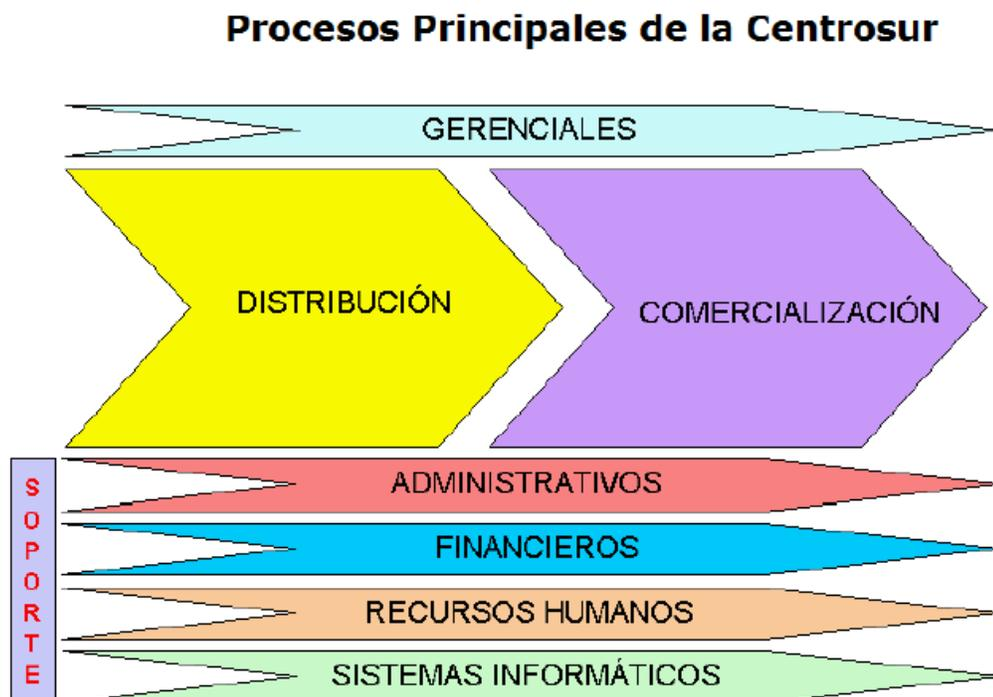 Procesos Principales de la Centrosur
GERENCIALES
DISTRIBUCIÓN
COMERCIALIZACIÓN
SOPORTE
ADMINISTRATIVOS
FINANCIEROS
RECURSOS HUMANOS
SISTEMAS INFORMÁTICOS